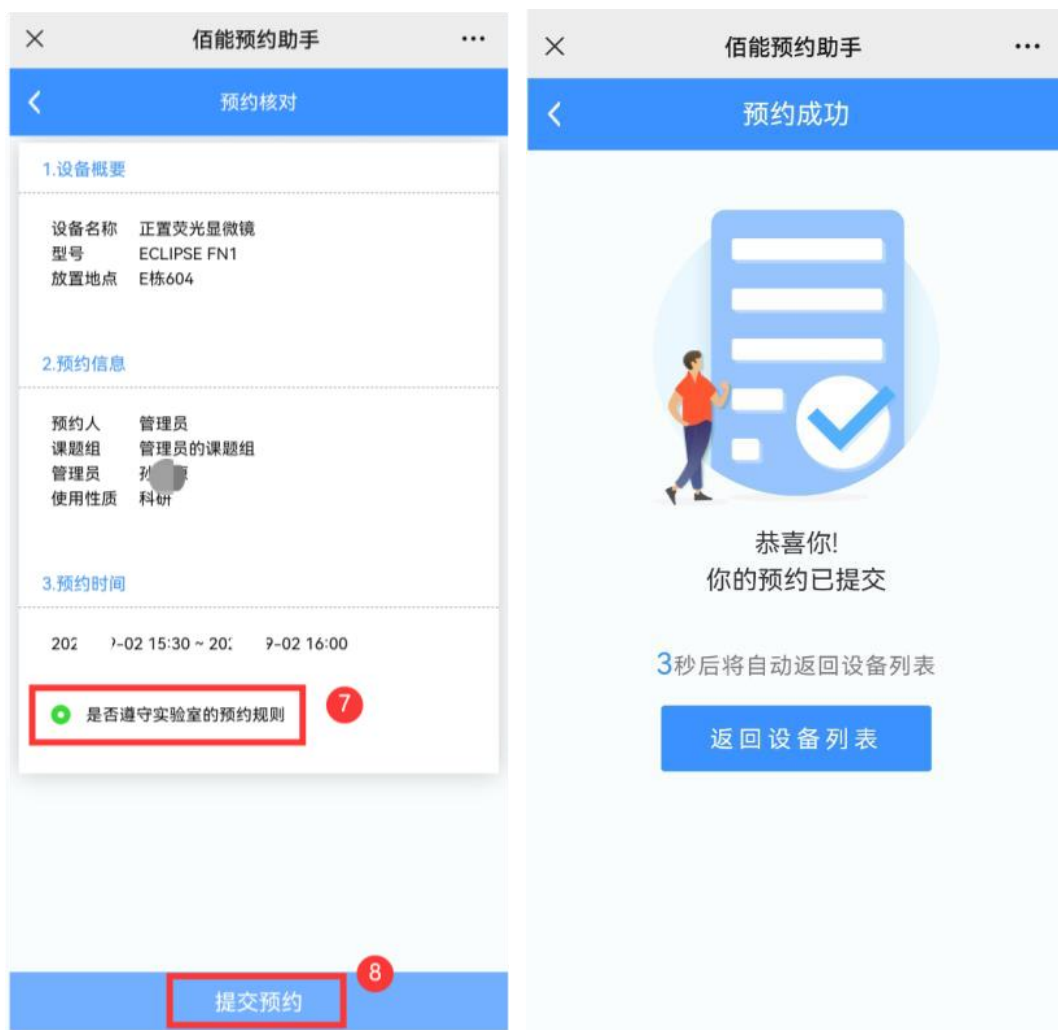 佰能预约助手
预约核对
1.设备概要
设备名称 正置荧光显微镜
型号 ECLIPSE FN1
放置地点 E栋604
2.预约信息
预约人 管理员
课题组 管理员的课题组
管理员 孙
使用性质 科研
3.预约时间
202 9-02 15:30 ~ 202 9-02 16:00
是否遵守实验室的预约规则
7
提交预约
8
佰能预约助手
预约成功
恭喜你!
你的预约已提交
3秒后将自动返回设备列表
返回设备列表